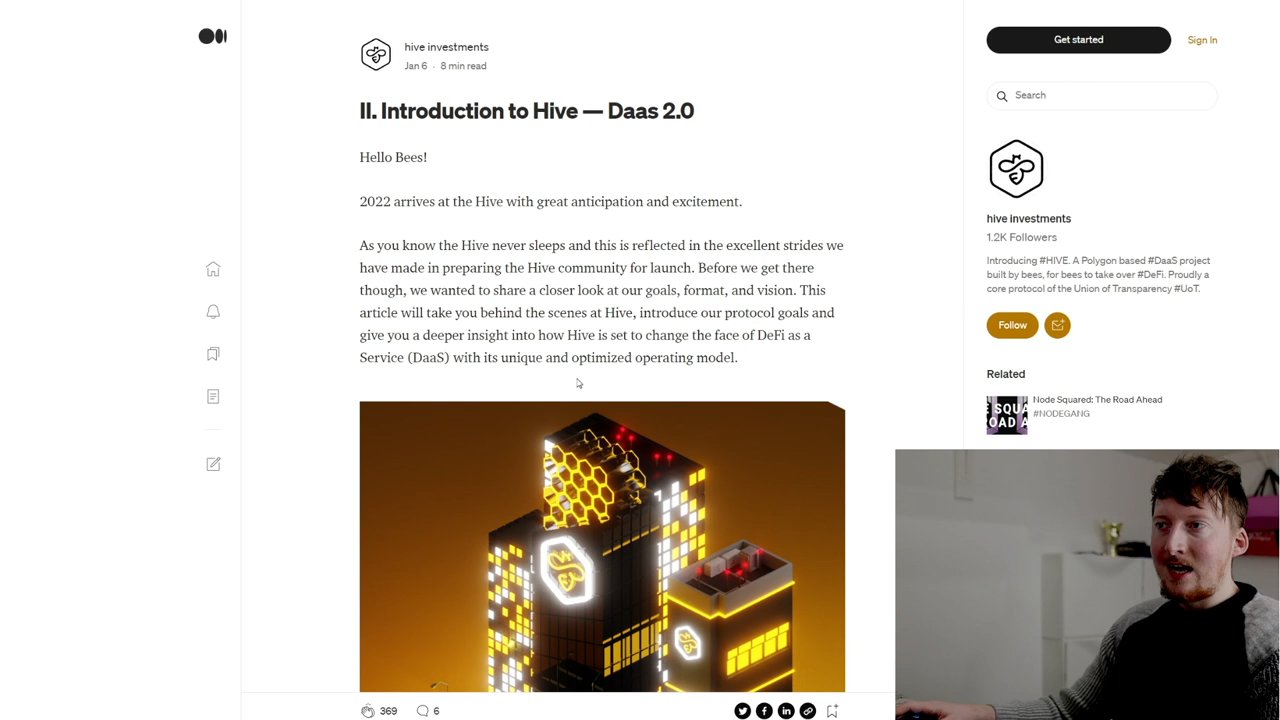 hive investments
Jan 6 · 8 min read
II. Introduction to Hive — Daas 2.0
Hello Bees!
2022 arrives at the Hive with great anticipation and excitement.
As you know the Hive never sleeps and this is reflected in the excellent strides we
have made in preparing the Hive community for launch. Before we get there
though, we wanted to share a closer look at our goals, format, and vision. This
article will take you behind the scenes at Hive, introduce our protocol goals and
give you a deeper insight into how Hive is set to change the face of DeFi as a
Service (DaaS) with its unique and optimized operating model.
369
6
Get started
Sign In
Search
hive investments
1.2K Followers
Introducing #HIVE. A Polygon based #DaaS project
built by bees, for bees to take over #DeFi. Proudly a
core protocol of the Union of Transparency #UoT.
Follow
Related
Node Squared: The Road Ahead
#NODEGANG
E SQUA
ROAD A